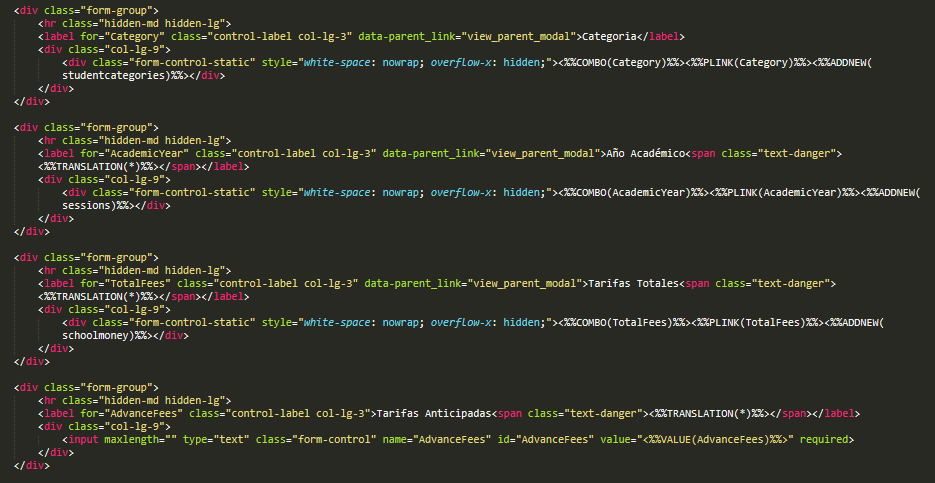 <div class="form-group">
<hr class="hidden-md hidden-lg">
<label for="Category" class="control-label col-lg-3" data-parent_link="view_parent_modal">Categoria</label>
<div class="col-lg-9">
<div class="form-control-static" style="white-space: nowrap; overflow-x: hidden;"><%%COMBO(Category)%%><%%PLINK(Category)%%><%%ADDNEW(
studentcategories)%%></div>
</div>
</div>
<div class="form-group">
<hr class="hidden-md hidden-lg">
<label for="AcademicYear" class="control-label col-lg-3" data-parent_link="view_parent_modal">Año Académico<span class="text-danger">
<%%TRANSLATION(*)%%></span></label>
<div class="col-lg-9">
<div class="form-control-static" style="white-space: nowrap; overflow-x: hidden;"><%%COMBO(AcademicYear)%%><%%PLINK(AcademicYear)%%><%%ADDNEW(
sessions)%%></div>
</div>
</div>
<div class="form-group">
<hr class="hidden-md hidden-lg">
<label for="TotalFees" class="control-label col-lg-3" data-parent_link="view_parent_modal">Tarifas Totales<span class="text-danger">
<%%TRANSLATION(*)%%></span></label>
<div class="col-lg-9">
<div class="form-control-static" style="white-space: nowrap; overflow-x: hidden;"><%%COMBO(TotalFees)%%><%%PLINK(TotalFees)%%><%%ADDNEW(
schoolmoney)%%></div>
</div>
</div>
<div class="form-group">
<hr class="hidden-md hidden-lg">
<label for="AdvanceFees" class="control-label col-lg-3">Tarifas Anticipadas<span class="text-danger"><%%TRANSLATION(*)%%></span></label>
<div class="col-lg-9">
<input maxlength="" type="text" class="form-control" name="AdvanceFees" id="AdvanceFees" value="<%%VALUE(AdvanceFees)%%>" required>
</div>
</div>